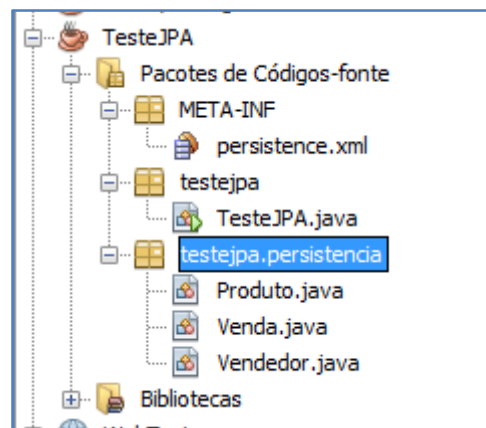 TesteJPA
Pacotes de Códigos-fonte
META-INF
persistence.xml
testejpa
TesteJPA.java
testejpa.persistencia
Produto.java
Venda.java
Vendedor.java
Bibliotecas